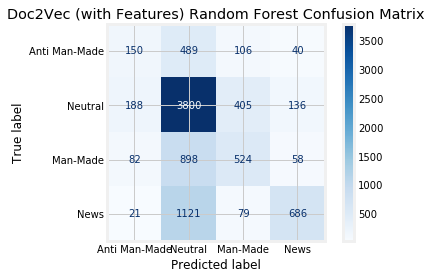 Doc2Vec (with Features) Random Forest Confusion Matrix
True label
Anti Man-Made 150 489 106 40
Neutral 188 3800 405 136
Man-Made 82 898 524 58
News 21 1121 79 686
Anti Man-Made Neutral Man-Made News
Predicted label
3500
3000
2500
2000
1500
1000
500